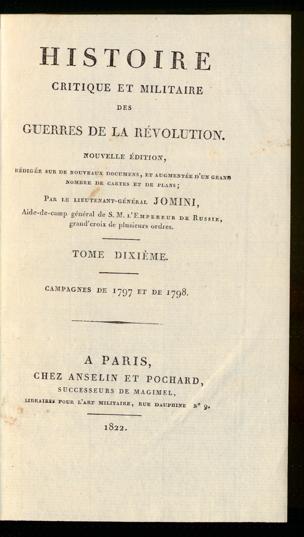 HISTOIRE
CRITIQUE ET MILITAIRE
DES
GUERRES DE LA RÉVOLUTION.
NOUVELLE ÉDITION,
RÉDIGÉE SUR DE NOUVEAUX DOCUMENS, ET AUGMENTÉE D'UN GRAND
NOMBRE DE CARTES ET DE PLANS;
PAR LE LIEUTENANT-GÉNÉRAL JOMINI,
Aide-de-camp général de S. M. L'EMPEREUR DE RUSSIE,
grand'croix de plusieurs ordres.
TOME DIXIÈME.
CAMPAGNES DE 1797 ET DE 1798.
A PARIS,
CHEZ ANSELIN ET POCHARD,
SUCCESSEURS DE MAGIMEL,
LIBRAIRES POUR L'ART MILITAIRE, RUE DAUPHINE N° 9.
1822.